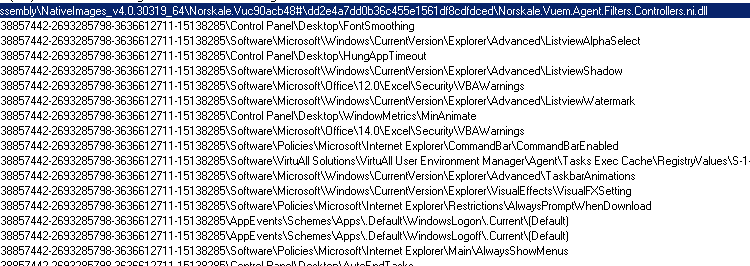 ssembly\NativeImages_v4.0.30319_64\Norskale.Vuc90acb48#\dd2e4a7dd0b36c455e1561df8cdfdced\Norskale.Vuem.Agent.Filters.Controllers.ni.dll
38857442-2693285798-3636612711-15138285\Control Panel\Desktop\FontSmoothing
38857442-2693285798-3636612711-15138285\Software\Microsoft\Windows\CurrentVersion\Explorer\Advanced\ListviewAlphaSelect
38857442-2693285798-3636612711-15138285\Control Panel\Desktop\HungAppTimeout
38857442-2693285798-3636612711-15138285\Software\Microsoft\Windows\CurrentVersion\Explorer\Advanced\ListviewShadow
38857442-2693285798-3636612711-15138285\Software\Microsoft\Office\12.0\Excel\Security\VBAWarnings
38857442-2693285798-3636612711-15138285\Software\Microsoft\Windows\CurrentVersion\Explorer\Advanced\ListviewWatermark
38857442-2693285798-3636612711-15138285\Control Panel\Desktop\WindowMetrics\MinAnimate
38857442-2693285798-3636612711-15138285\Software\Microsoft\Office\14.0\Excel\Security\VBAWarnings
38857442-2693285798-3636612711-15138285\Software\Policies\Microsoft\Internet Explorer\CommandBar\CommandBarEnabled
38857442-2693285798-3636612711-15138285\Software\VirtuAll Solutions\VirtuAll User Environment Manager\Agent\Tasks Exec Cache\RegistryValues\S-1-
38857442-2693285798-3636612711-15138285\Software\Microsoft\Windows\CurrentVersion\Explorer\Advanced\TaskbarAnimations
38857442-2693285798-3636612711-15138285\Software\Microsoft\Windows\CurrentVersion\Explorer\VisualEffects\VisualFXSetting
38857442-2693285798-3636612711-15138285\Software\Policies\Microsoft\Internet Explorer\Restrictions\AlwaysPromptWhenDownload
38857442-2693285798-3636612711-15138285\AppEvents\Schemes\Apps\.Default\WindowsLogon\.Current\(Default)
38857442-2693285798-3636612711-15138285\AppEvents\Schemes\Apps\.Default\WindowsLogoff\.Current\(Default)
38857442-2693285798-3636612711-15138285\Software\Policies\Microsoft\Internet Explorer\Main\AlwaysShowMenus
38857442-2693285798-3636612711-15138285\Control Panel\Desktop\AutoEndTasks